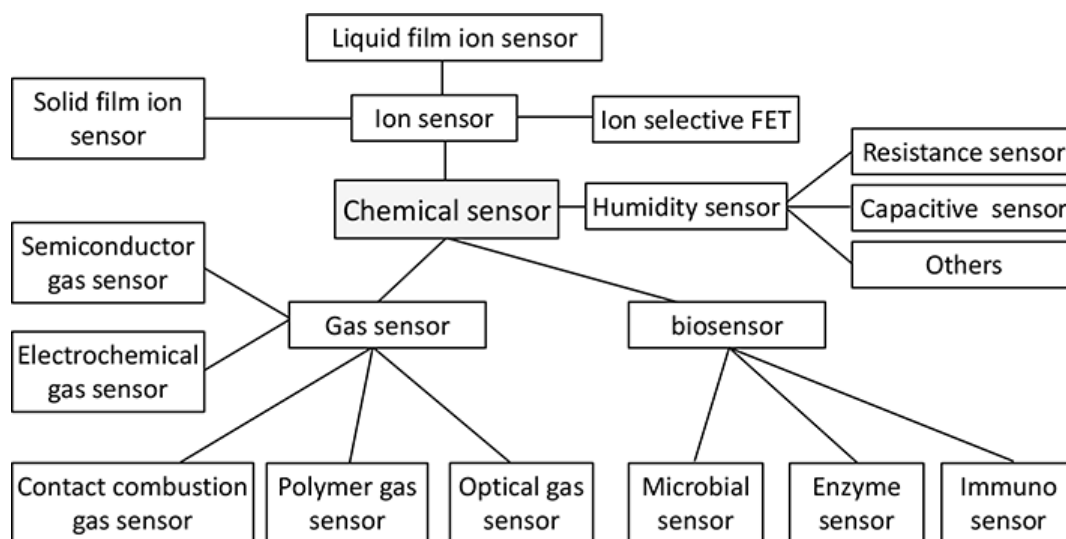 Liquid film ion sensor
Solid film ion
sensor
Ion sensor
Ion selective FET
Resistance sensor
Chemical sensor
Humidity sensor
Capacitive sensor
Others
Semiconductor
gas sensor
Gas sensor
biosensor
Electrochemical
gas sensor
Contact combustion
gas sensor
Polymer gas
sensor
Optical gas
sensor
Microbial
sensor
Enzyme
sensor
Immuno
sensor